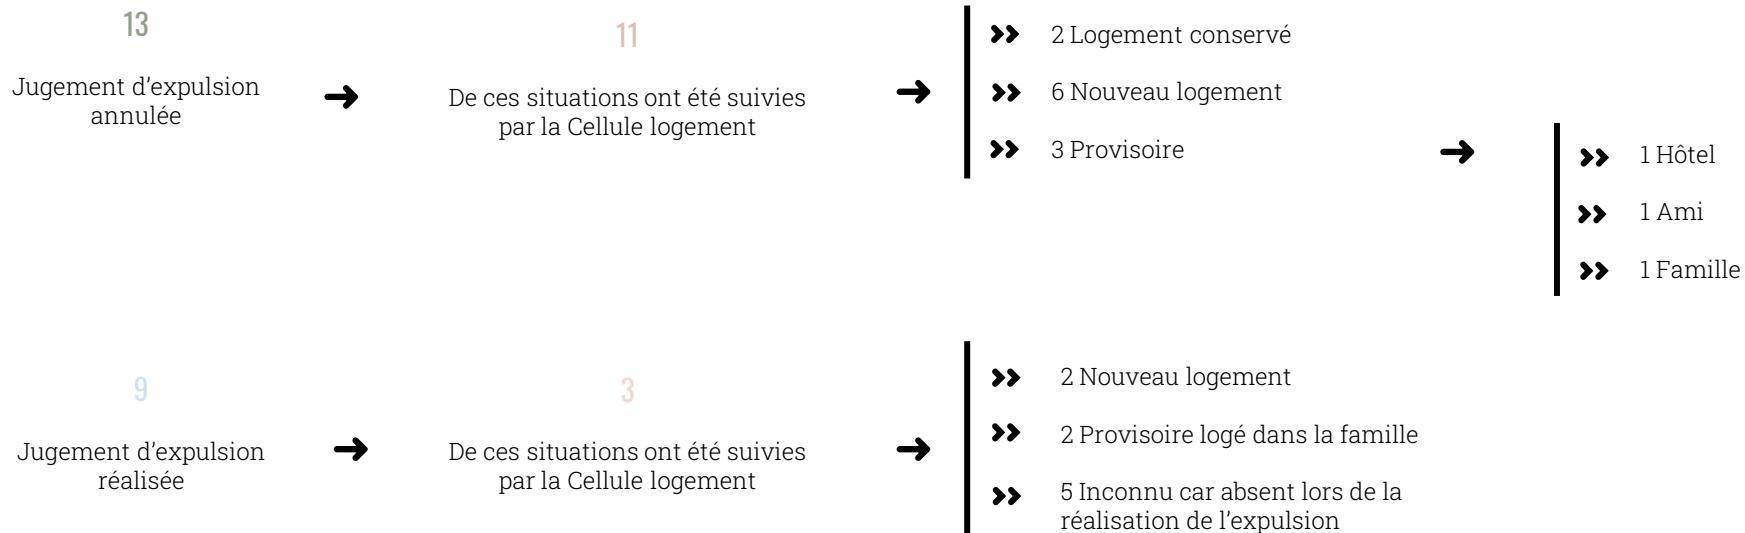 13
Jugement d'expulsion
annulée
11
De ces situations ont été suivies
par la Cellule logement
2 Logement conservé
6 Nouveau logement
3 Provisoire
1 Hôtel
1 Ami
1 Famille
9
Jugement d'expulsion
réalisée
3
De ces situations ont été suivies
par la Cellule logement
2 Nouveau logement
2 Provisoire logé dans la famille
5 Inconnu car absent lors de la
réalisation de l'expulsion